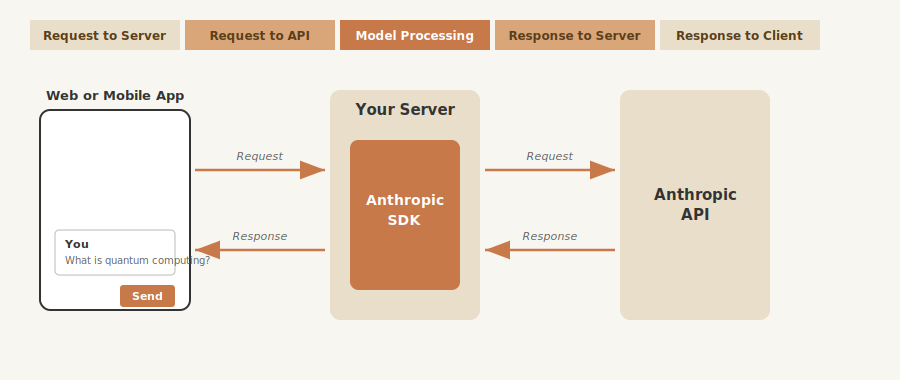 Request to Server
Request to API
Model Processing
Response to Server
Response to Client
Web or Mobile App
You
What is quantum computing?
Send
Request
Response
Your Server
Anthropic
SDK
Request
Response
Anthropic
API